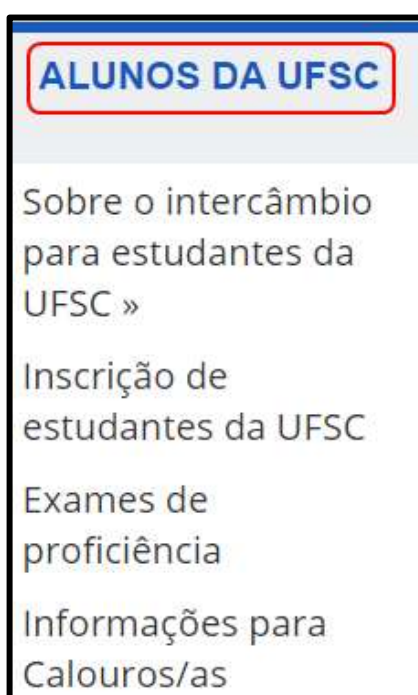 ALUNOS DA UFSC
Sobre o intercâmbio
para estudantes da
UFSC »
Inscrição de
estudantes da UFSC
Exames de
proficiência
Informações para
Calouros/as